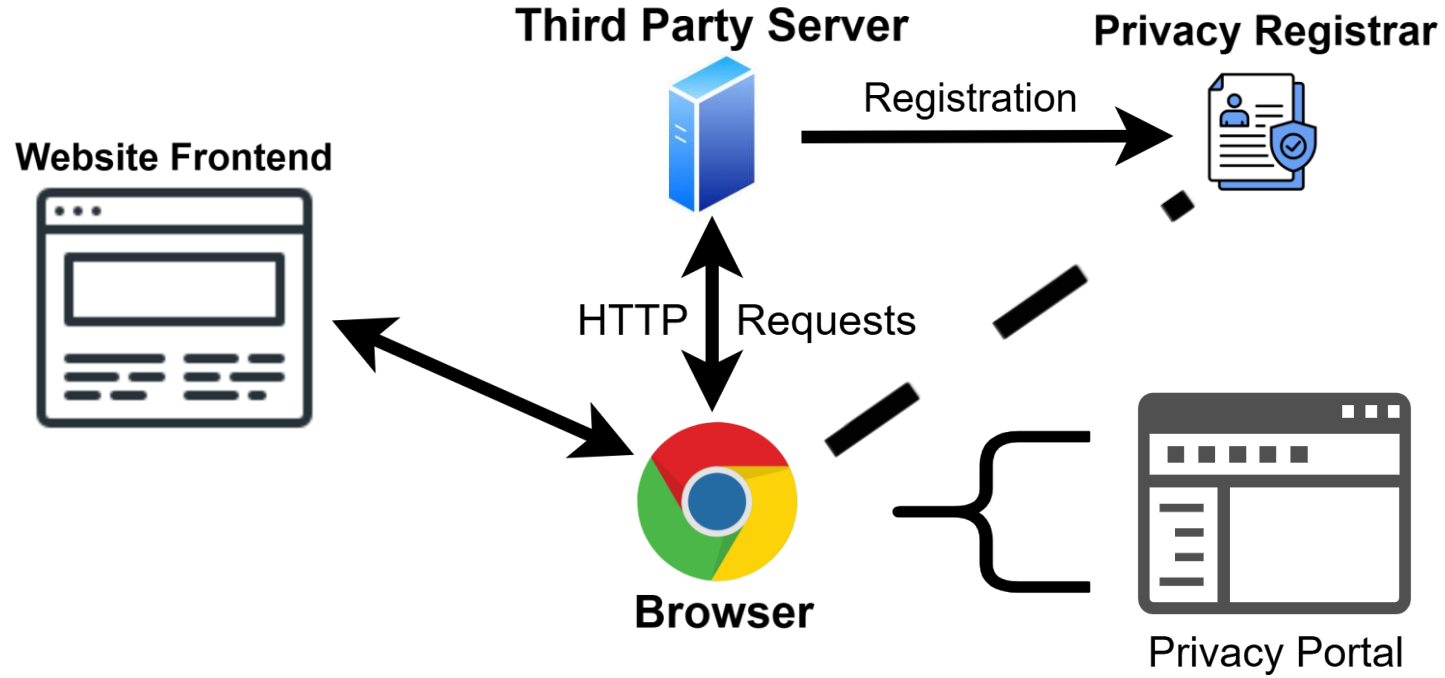 Third Party Server
Privacy Registrar
Registration
Website Frontend
HTTP Requests
Browser
Privacy Portal